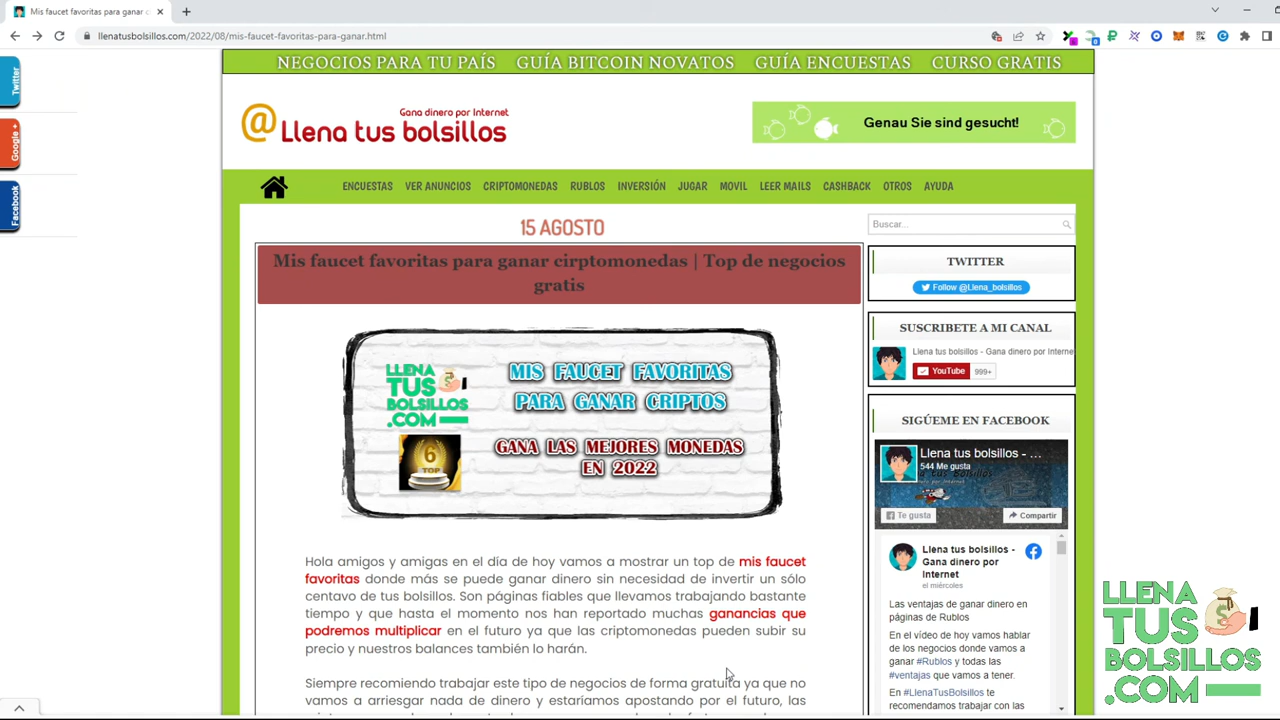 Mis faucet favoritas para ganar c
llenatusbolsillos.com/2022/08/mis-faucet-favoritas-para-ganar.html
Twitter
Google +
Facebook
NEGOCIOS PARA TU PAÍS GUÍA BITCOIN NOVATOS GUÍA ENCUESTAS CURSO GRATIS
Gana dinero por Internet
@Llena tus bolsillos
Genau Sie sind gesucht!
ENCUESTAS VER ANUNCIOS CRIPTOMONEDAS RUBLOS INVERSIÓN JUGAR MOVIL LEER MAILS CASHBACK OTROS AYUDA
15 AGOSTO
Mis faucet favoritas para ganar cirptomonedas | Top de negocios
gratis
LLENA
TUS
BOLSILLOS
.COM
MIS FAUCET FAVORITAS
PARA GANAR CRIPTOS
6
TOP
GANA LAS MEJORES MONEDAS
EN 2022
Hola amigos y amigas en el día de hoy vamos a mostrar un top de mis faucet
favoritas donde más se puede ganar dinero sin necesidad de invertir un sólo
centavo de tus bolsillos. Son páginas fiables que llevamos trabajando bastante
tiempo y que hasta el momento nos han reportado muchas ganancias que
podremos multiplicar en el futuro ya que las criptomonedas pueden subir su
precio y nuestros balances también lo harán.
Siempre recomiendo trabajar este tipo de negocios de forma gratuita ya que no
vamos a arriesgar nada de dinero y estaríamos apostando por el futuro, las
Buscar...
TWITTER
Follow @Llena_bolsillos
SUSCRIBETE A MI CANAL
Llena tus bolsillos - Gana dinero por Interne
YouTube 999+
SIGÚEME EN FACEBOOK
Llena tus bolsillos - ...
544 Me gusta
Te gusta
Compartir
Llena tus bolsillos -
Gana dinero por
Internet
el miércoles
Las ventajas de ganar dinero en
páginas de Rublos
En el vídeo de hoy vamos hablar
de los negocios donde vamos a
ganar #Rublos y todas las
#ventajas que vamos a tener.
En #LlenaTusBolsillos te
recomendamos trabajar con las
LLENA
TUS
BOLSILLOS
.COM